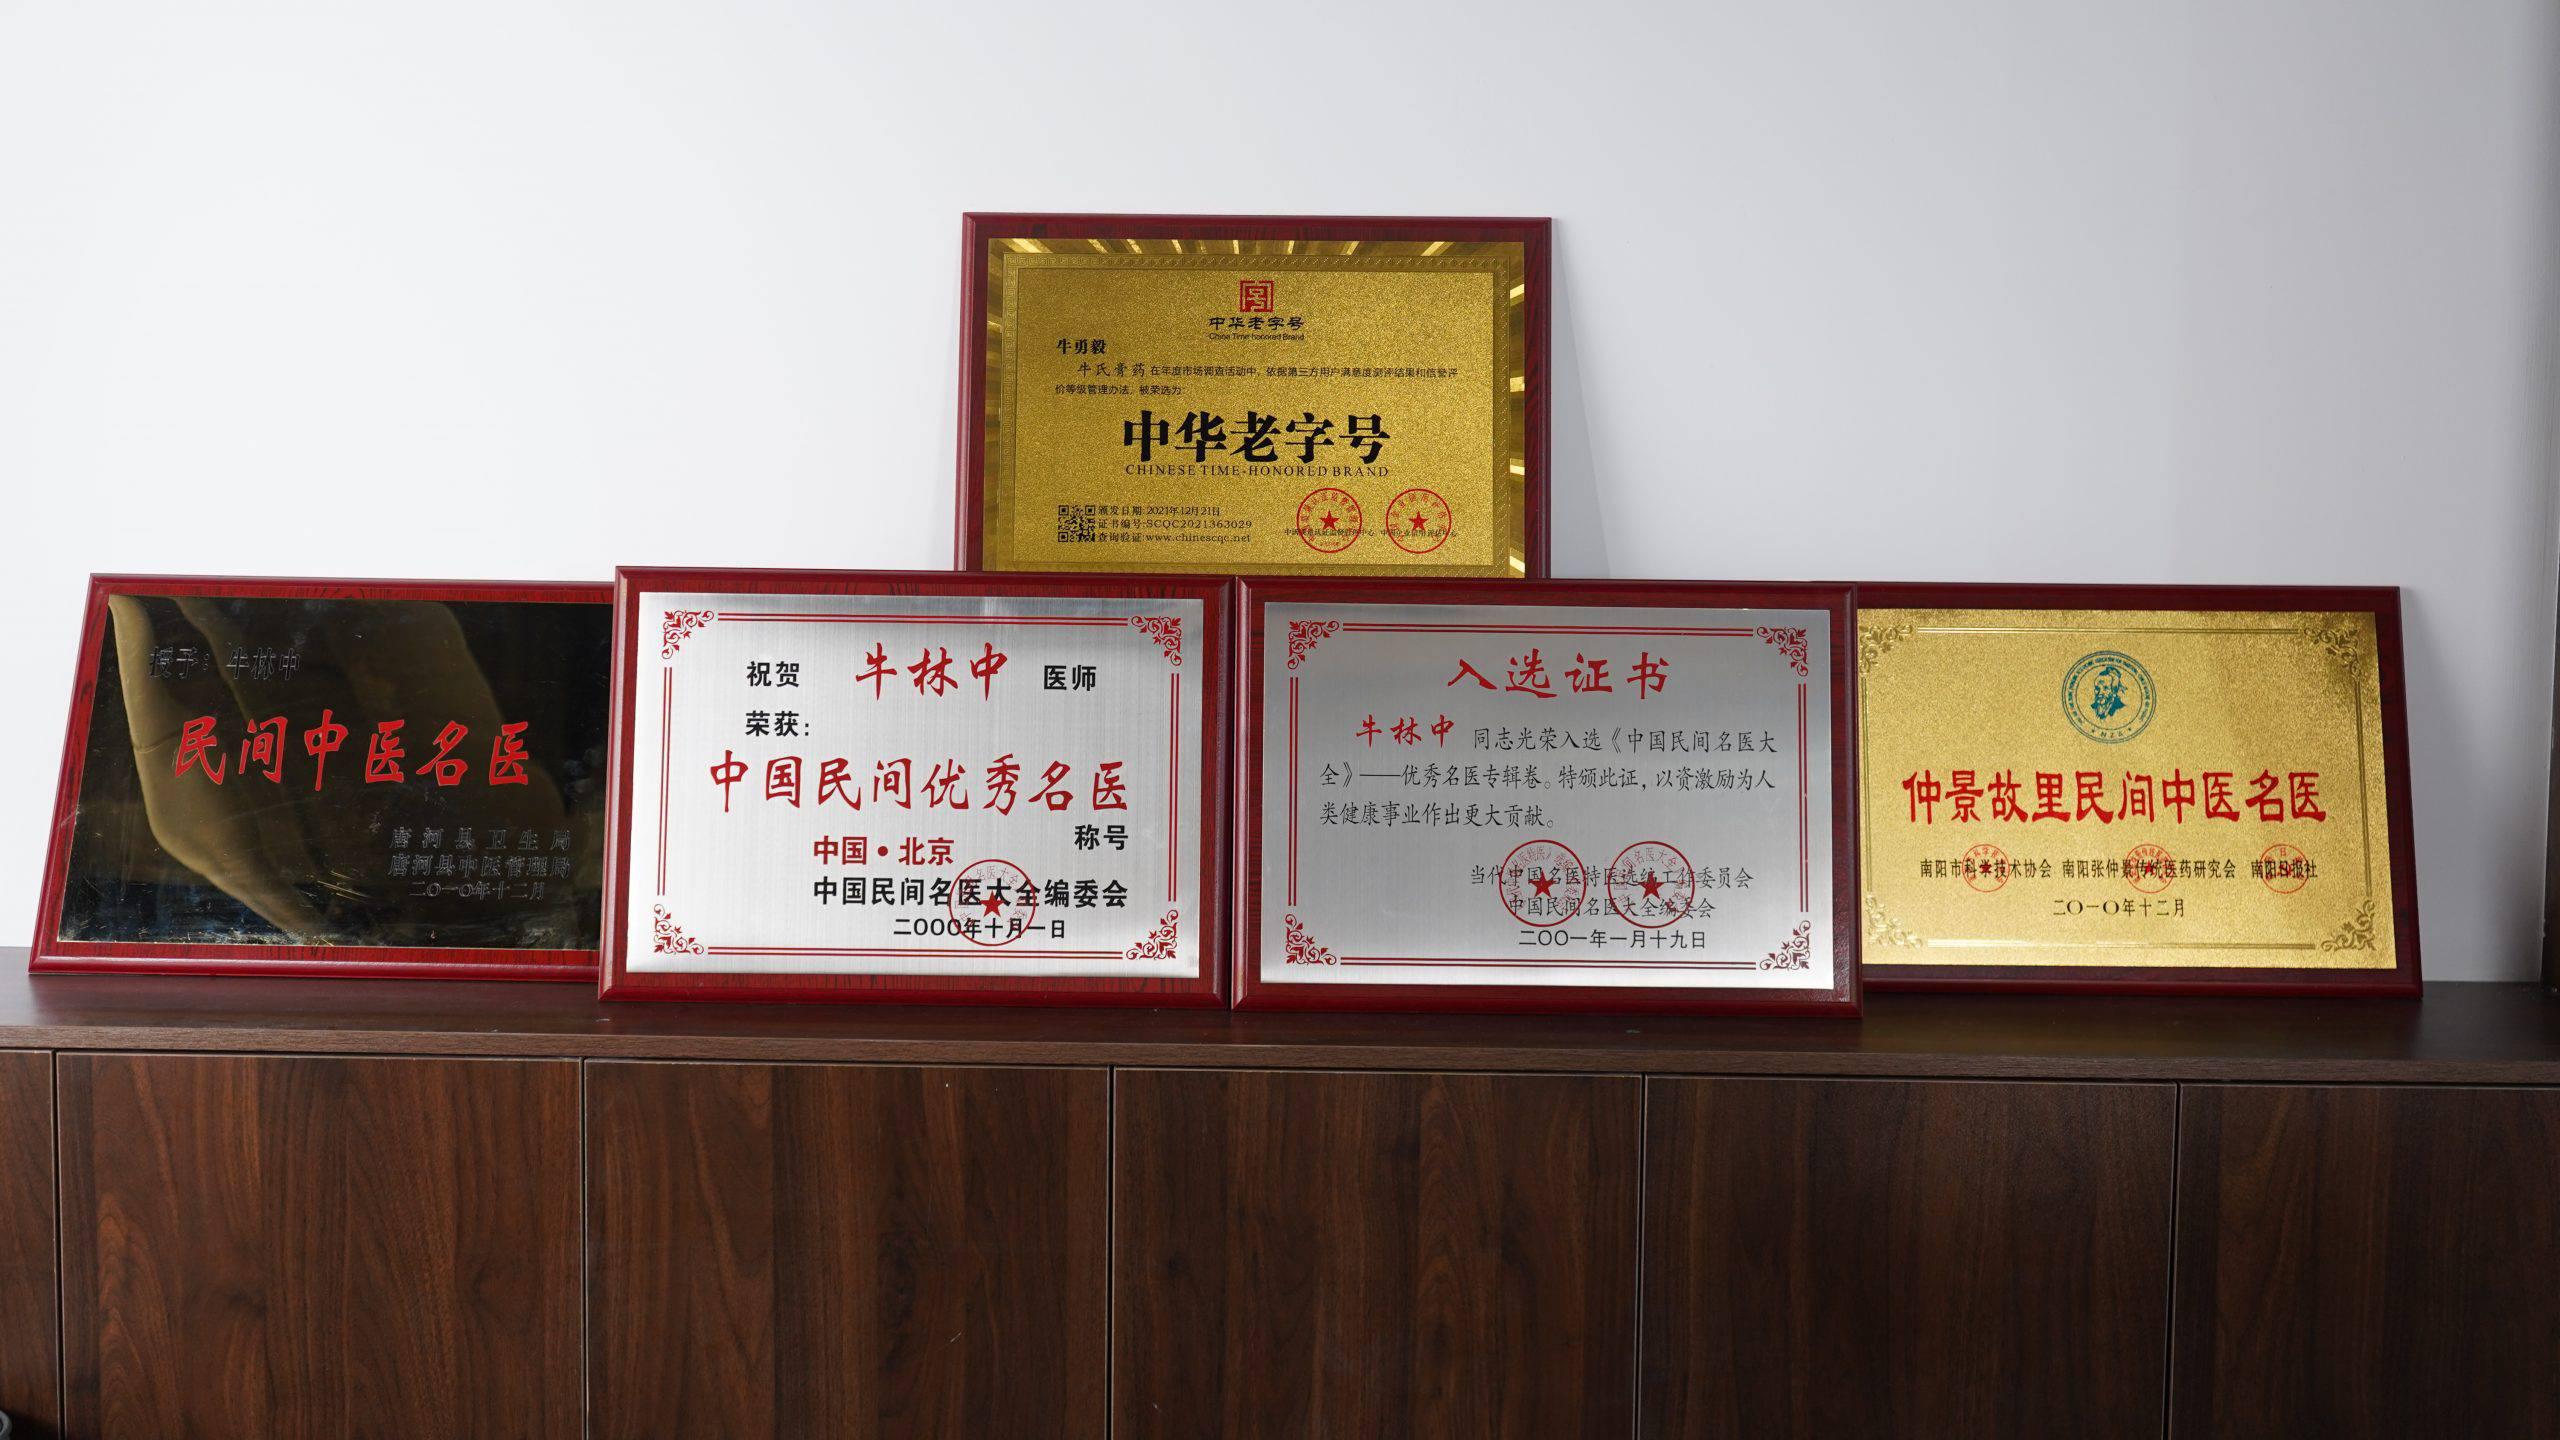 中华老字号
China Time-honored Brand
牛勇毅
牛氏膏药 在年度市场调查活动中，依据第三方用户满意度测评结果和信誉评
价等级管理办法，被荣选为：
中华老字号
CHINESE TIME-HONORED BRAND
颁发日期：2021年12月21日
证书编号：SCQC2021363029
查询验证：www.chinescqc.net
授予：牛林中
民间中医名医
唐河县卫生局
唐河县中医管理局
二〇一〇年十二月
祝贺 牛林中 医师
荣获：
中国民间优秀名医
称号
中国·北京
中国民间名医大全编委会
二〇〇〇年十月一日
入选证书
牛林中 同志光荣入选《中国民间名医大
全》——优秀名医专辑卷。特颁此证，以资激励为人
类健康事业作出更大贡献。
当代中国名医特医选编工作委员会
中国民间名医大全编委会
二〇〇一年一月十九日
仲景故里民间中医名医
南阳市科学技术协会 南阳张仲景传统医药研究会 南阳日报社
二〇一〇年十二月